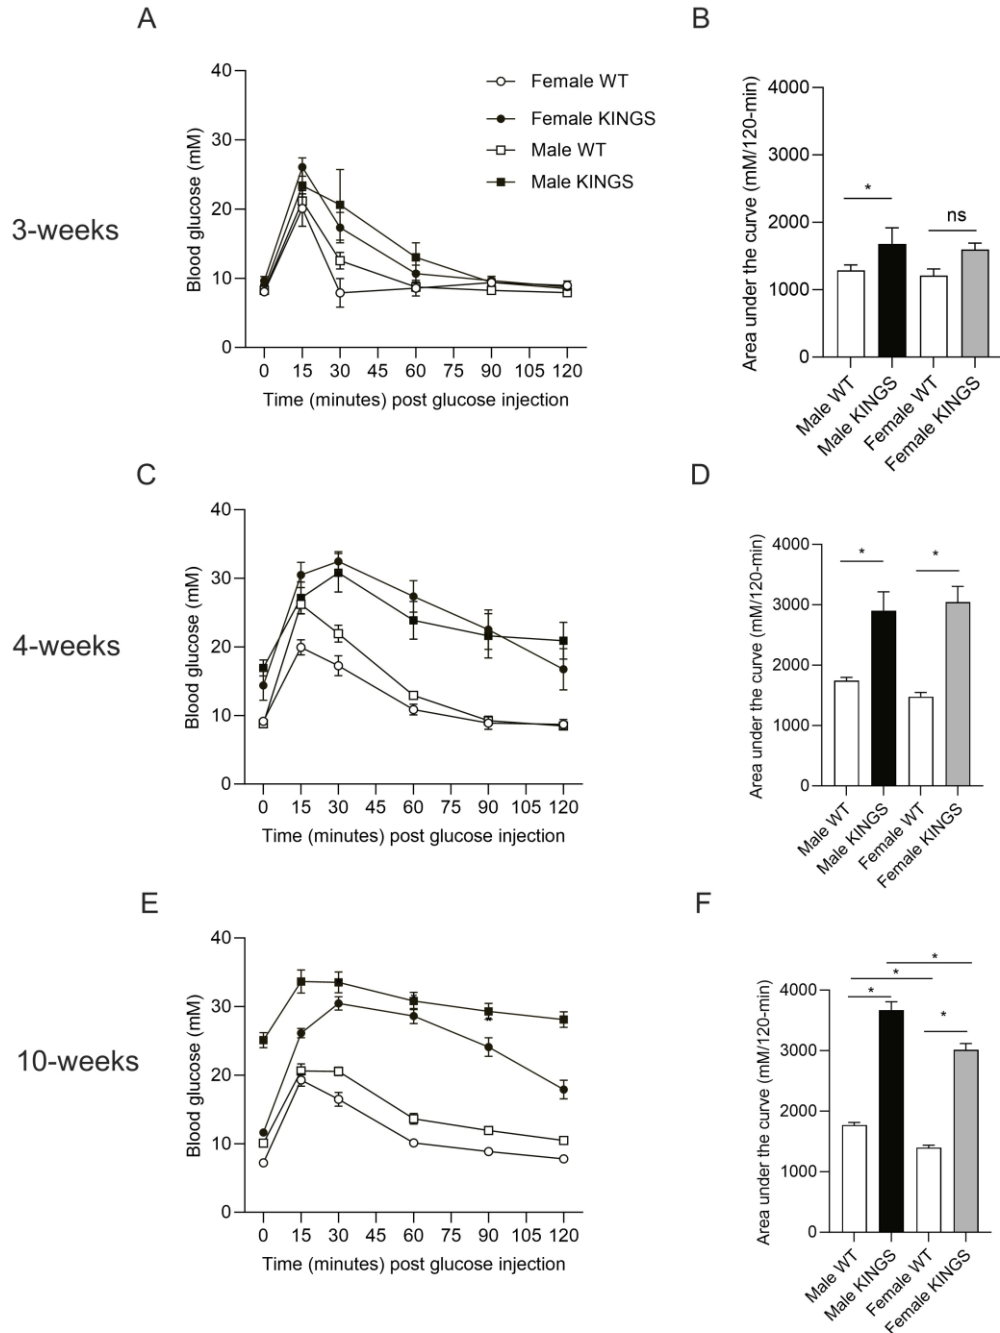 A
B
3-weeks
Blood glucose (mM)
40
30
20
10
0
0 15 30 45 60 75 90 105 120
Time (minutes) post glucose injection
Female WT
Female KINGS
Male WT
Male KINGS
Area under the curve (mM/120-min)
4000
3000
2000
1000
0
*
ns
Male WT
Male KINGS
Female WT
Female KINGS
C
D
4-weeks
Blood glucose (mM)
40
30
20
10
0
0 15 30 45 60 75 90 105 120
Time (minutes) post glucose injection
Area under the curve (mM/120-min)
4000
3000
2000
1000
0
*
*
Male WT
Male KINGS
Female WT
Female KINGS
E
F
10-weeks
Blood glucose (mM)
40
30
20
10
0
0 15 30 45 60 75 90 105 120
Time (minutes) post glucose injection
Area under the curve (mM/120-min)
4000
3000
2000
1000
0
*
*
*
*
Male WT
Male KINGS
Female WT
Female KINGS